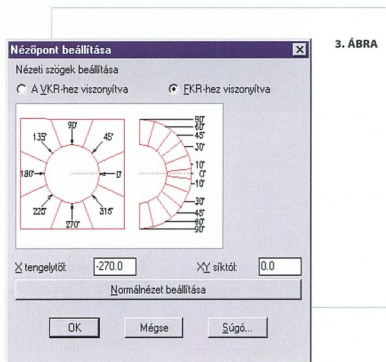 3. ÁBRA
Nézőpont beállítása
Nézeti szögek beállítása
A VKR-hez viszonyítva
FKR-hez viszonyítva
90°
135°
45°
180°
0°
225°
315°
270°
90°
60°
45°
30°
10°
0°
-10°
-30°
-45°
-60°
-90°
X tengelytől: -270.0
XY síktól: 0.0
Normálnézet beállítása
OK
Mégse
Súgó...